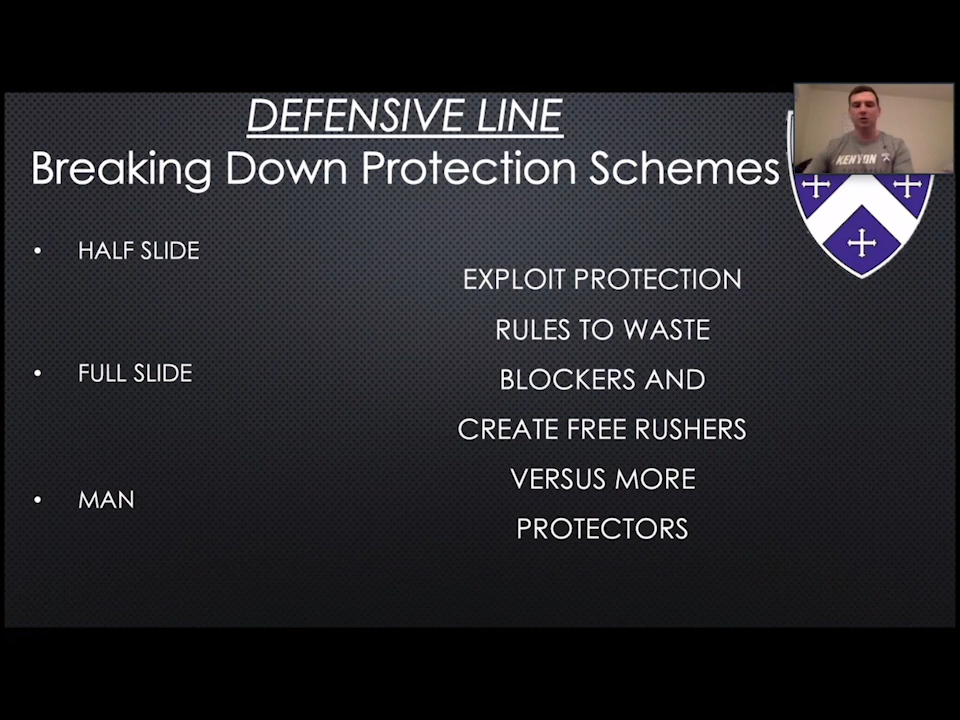 DEFENSIVE LINE
Breaking Down Protection Schemes
• HALF SLIDE
• FULL SLIDE
• MAN
EXPLOIT PROTECTION
RULES TO WASTE
BLOCKERS AND
CREATE FREE RUSHERS
VERSUS MORE
PROTECTORS
KENYON